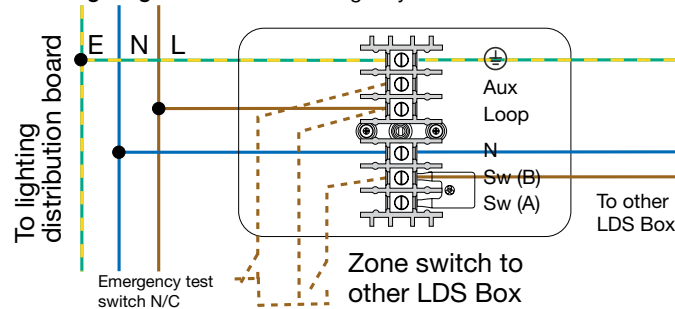 E N L
Aux
Loop
N
Sw (B)
Sw (A)
To lighting
distribution board
To other
LDS Box
Emergency test
switch N/C
Zone switch to
other LDS Box